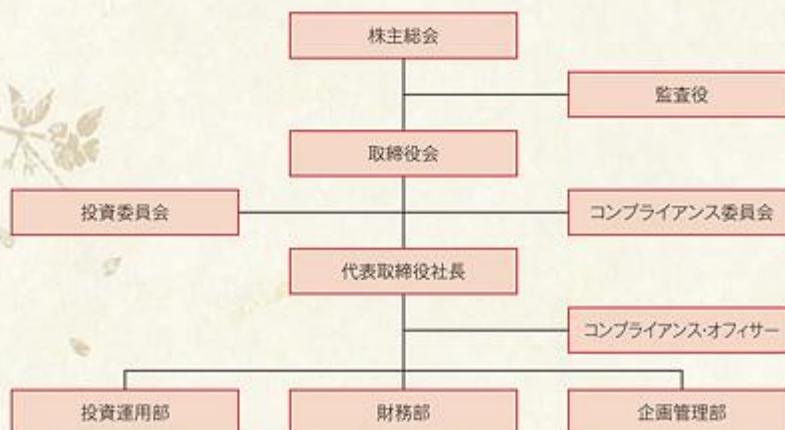 株主総会
監査役
取締役会
投資委員会
コンプライアンス委員会
代表取締役社長
コンプライアンス・オフィサー
投資運用部
財務部
企画管理部